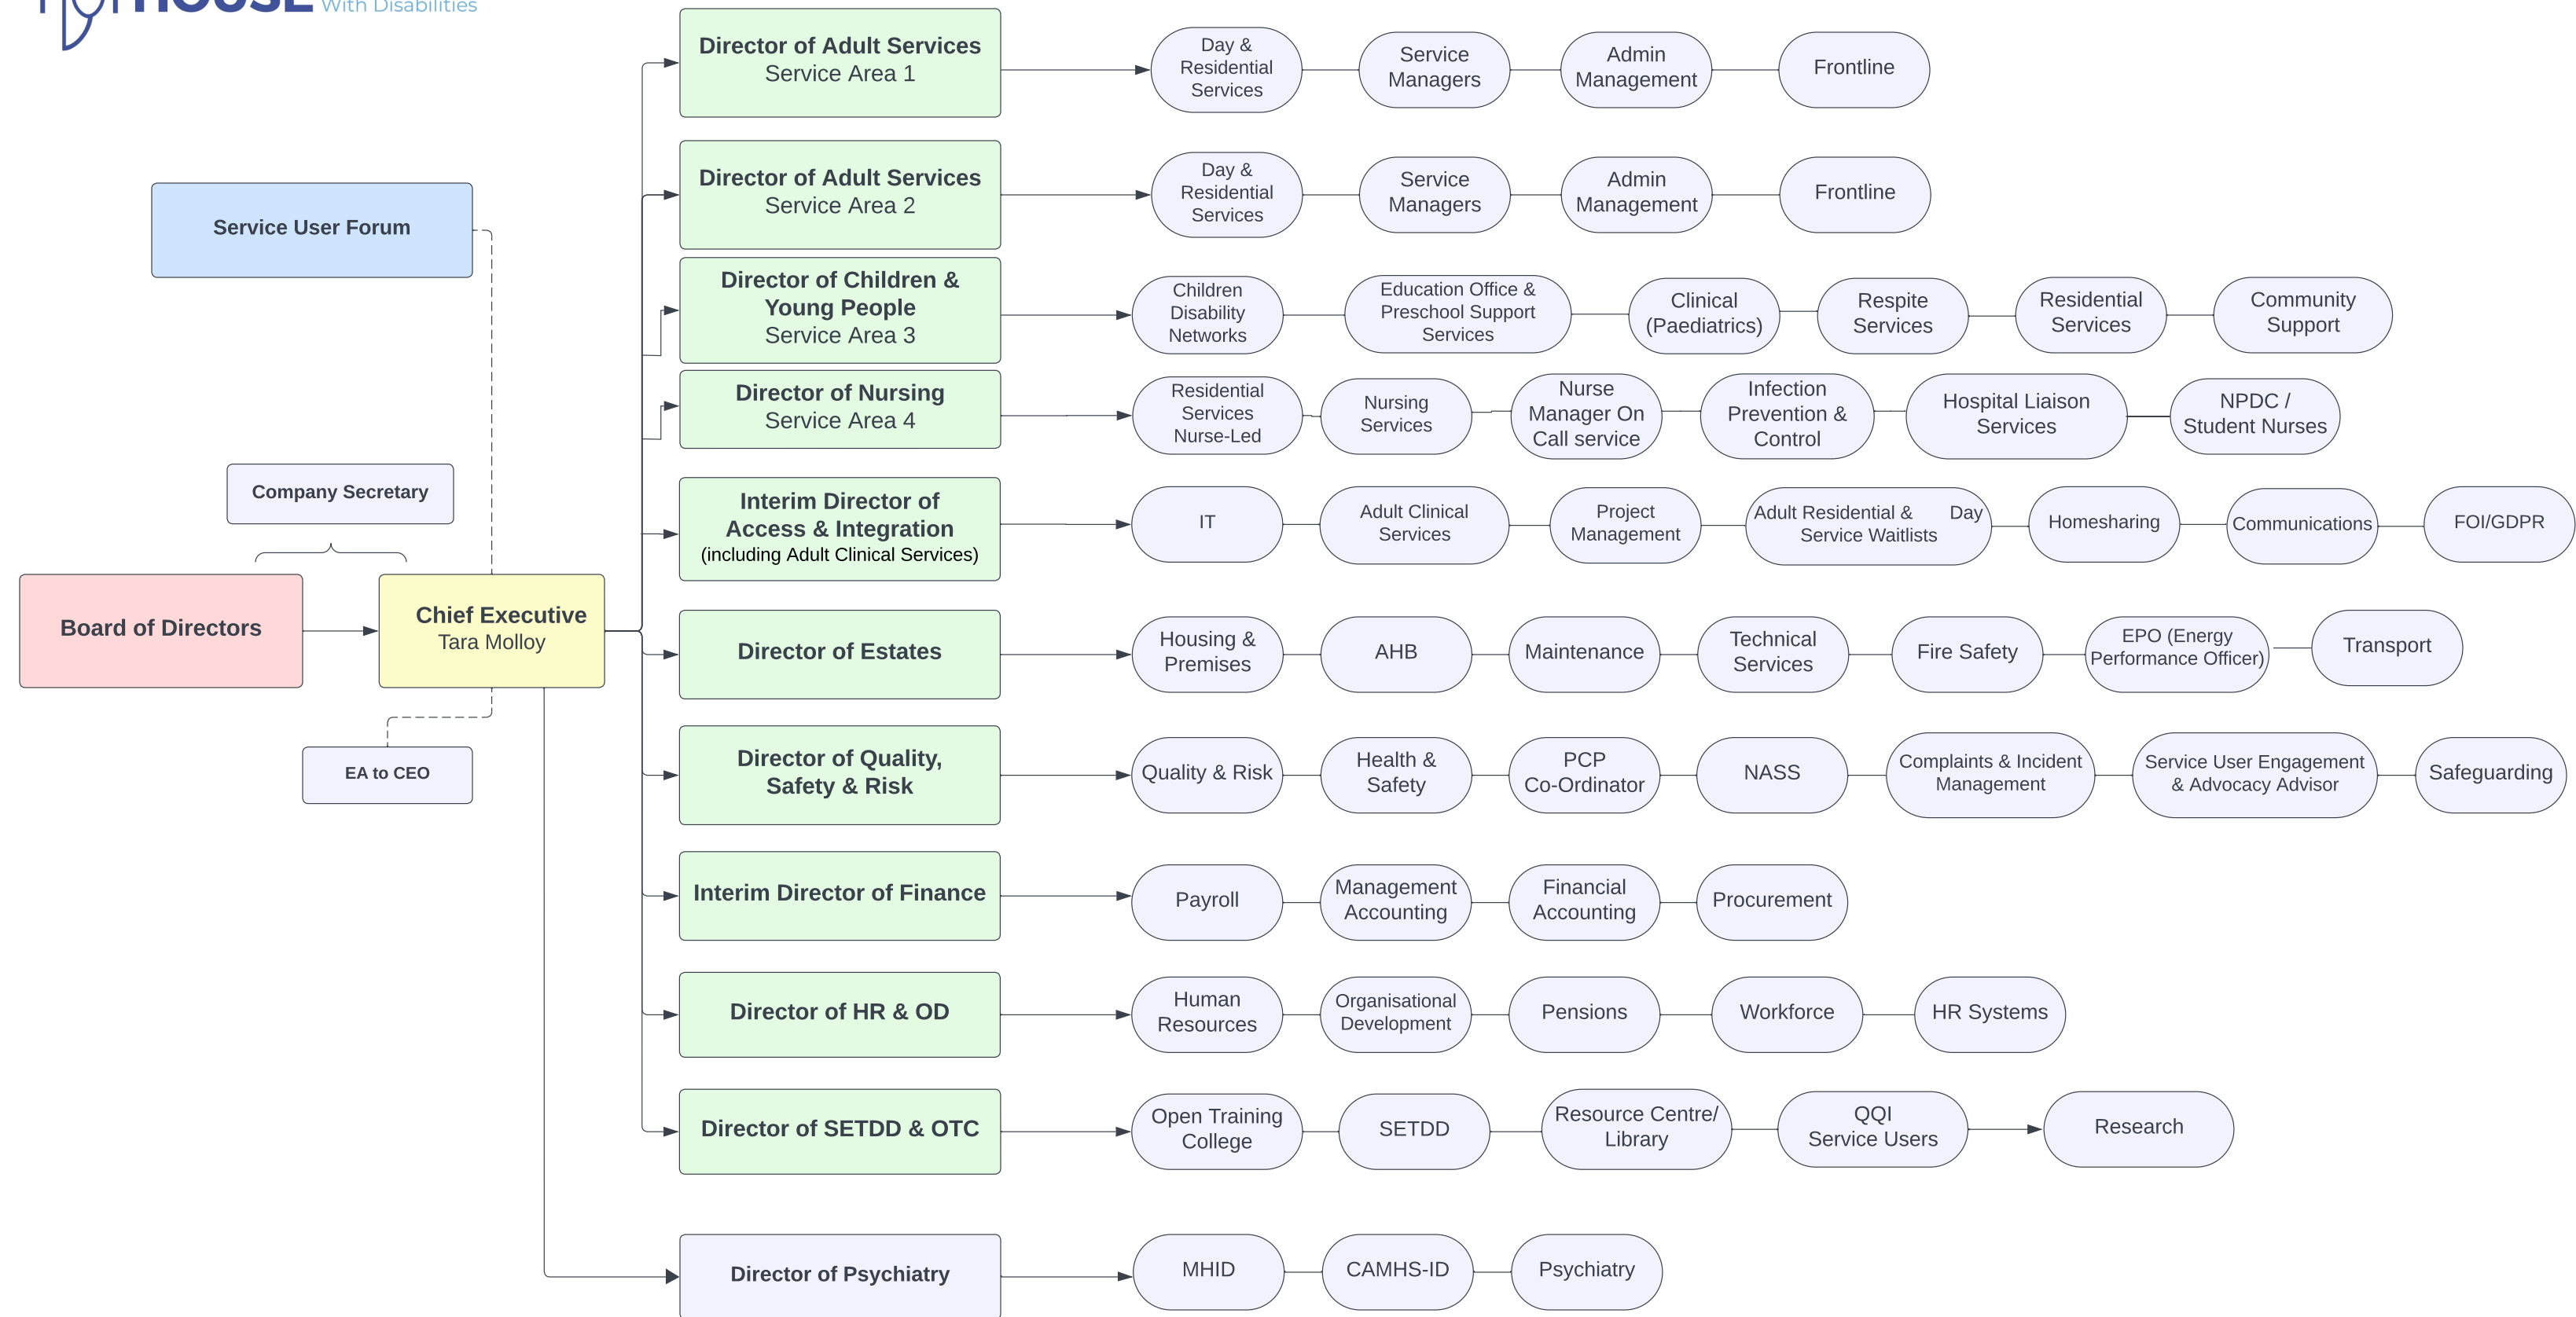 HOUSE With Disabilities
Director of Adult Services
Service Area 1
Day &
Residential
Services
Service
Managers
Admin
Management
Frontline
Director of Adult Services
Service Area 2
Day &
Residential
Services
Service
Managers
Admin
Management
Frontline
Service User Forum
Director of Children &
Young People
Service Area 3
Children
Disability
Networks
Education Office &
Preschool Support
Services
Clinical
(Paediatrics)
Respite
Services
Residential
Services
Community
Support
Director of Nursing
Service Area 4
Residential
Services
Nurse-Led
Nursing
Services
Nurse
Manager On
Call service
Infection
Prevention &
Control
Hospital Liaison
Services
NPDC /
Student Nurses
Company Secretary
Interim Director of
Access & Integration
(including Adult Clinical Services)
IT
Adult Clinical
Services
Project
Management
Adult Residential & Day
Service Waitlists
Homesharing
Communications
FOI/GDPR
Board of Directors
Chief Executive
Tara Molloy
Director of Estates
Housing &
Premises
AHB
Maintenance
Technical
Services
Fire Safety
EPO (Energy
Performance Officer)
Transport
EA to CEO
Director of Quality,
Safety & Risk
Quality & Risk
Health &
Safety
PCP
Co-Ordinator
NASS
Complaints & Incident
Management
Service User Engagement
& Advocacy Advisor
Safeguarding
Interim Director of Finance
Payroll
Management
Accounting
Financial
Accounting
Procurement
Director of HR & OD
Human
Resources
Organisational
Development
Pensions
Workforce
HR Systems
Director of SETDD & OTC
Open Training
College
SETDD
Resource Centre/
Library
QQI
Service Users
Research
Director of Psychiatry
MHID
CAMHS-ID
Psychiatry